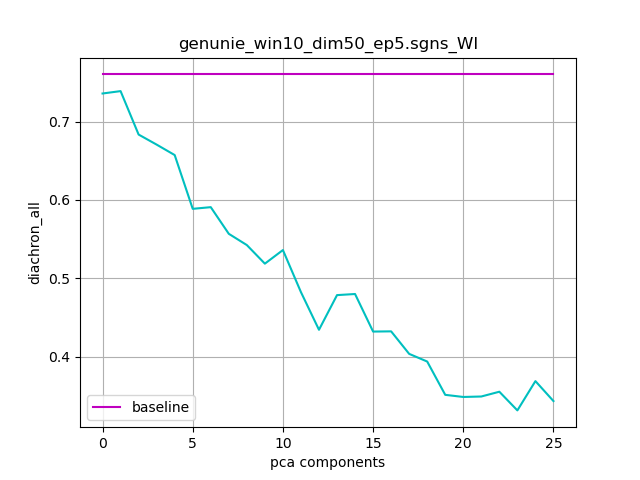 genunie_win10_dim50_ep5.sgns_WI
0.7
0.6
0.5
0.4
diachron_all
baseline
0 5 10 15 20 25
pca components